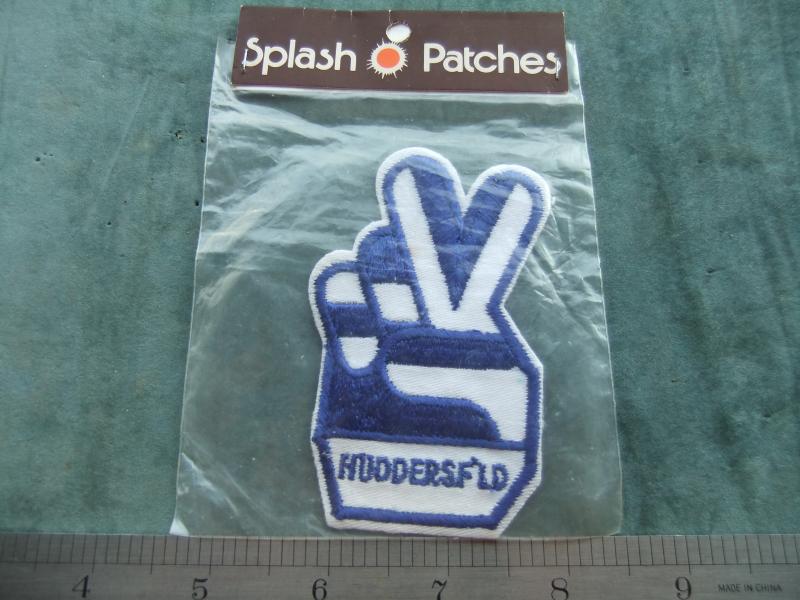 Splash Patches
HUDDERSF'LD
4 5 6 7 8 9 MADE IN CHINA